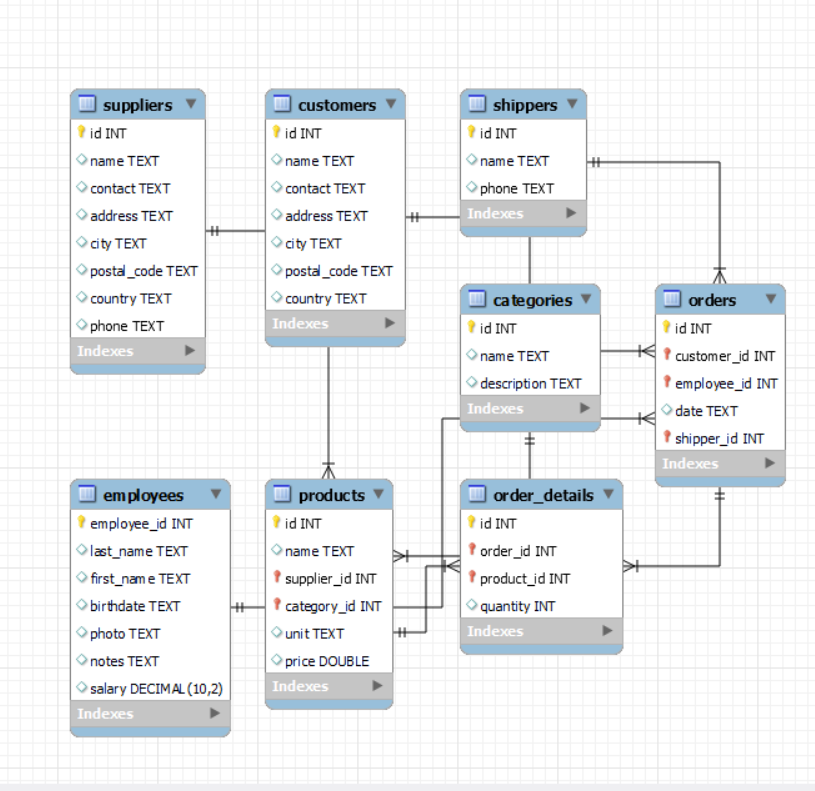 suppliers
id INT
name TEXT
contact TEXT
address TEXT
city TEXT
postal_code TEXT
country TEXT
phone TEXT
Indexes
customers
id INT
name TEXT
contact TEXT
address TEXT
city TEXT
postal_code TEXT
country TEXT
Indexes
shippers
id INT
name TEXT
phone TEXT
Indexes
categories
id INT
name TEXT
description TEXT
Indexes
orders
id INT
customer_id INT
employee_id INT
date TEXT
shipper_id INT
Indexes
employees
employee_id INT
last_name TEXT
first_name TEXT
birthdate TEXT
photo TEXT
notes TEXT
salary DECIMAL(10,2)
Indexes
products
id INT
name TEXT
supplier_id INT
category_id INT
unit TEXT
price DOUBLE
Indexes
order_details
id INT
order_id INT
product_id INT
quantity INT
Indexes